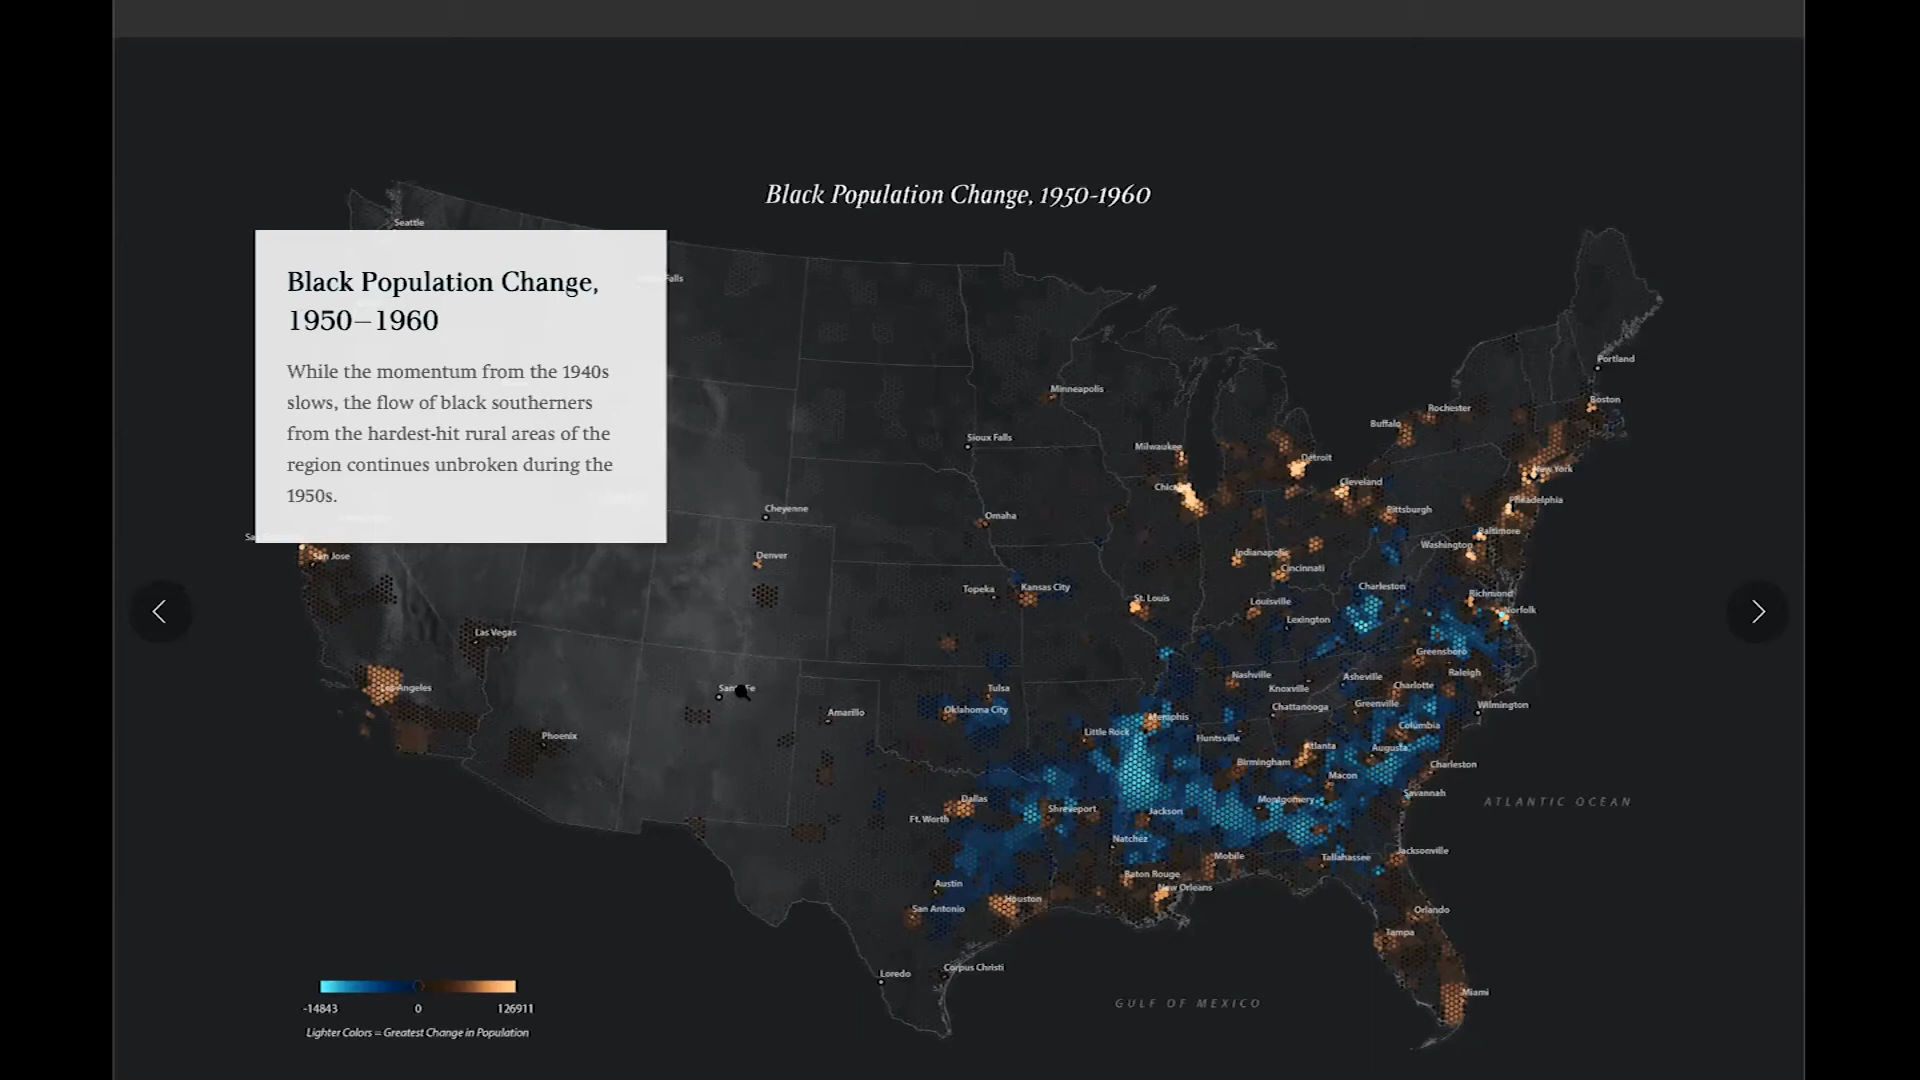 Black Population Change, 1950-1960
Seattle
Falls
Black Population Change,
1950–1960
While the momentum from the 1940s
slows, the flow of black southerners
from the hardest-hit rural areas of the
region continues unbroken during the
1950s.
Portland
Minneapolis
Boston
Rochester
Buffalo
Sioux Falls
Milwaukee
Detroit
New York
Cleveland
Chic
Philadelphia
Cheyenne
Pittsburgh
Omaha
Baltimore
Washington
San Jose
Denver
Indianapolis
Cincinnati
Topeka
Kansas City
Charleston
St. Louis
Louisville
Richmond
Norfolk
Lexington
Las Vegas
Greensboro
Nashville
Asheville
Raleigh
Los Angeles
Santa Fe
Tulsa
Knoxville
Charlotte
Oklahoma City
Amarillo
Chattanooga
Greenville
Wilmington
Memphis
Columbia
Little Rock
Phoenix
Huntsville
Atlanta
Augusta
Birmingham
Charleston
Macon
Dallas
Montgomery
Savannah
ATLANTIC OCEAN
Shreveport
Jackson
Ft. Worth
Natchez
Mobile
Tallahassee
Jacksonville
Baton Rouge
Austin
New Orleans
Houston
San Antonio
Orlando
Tampa
Loredo
Corpus Christi
Miami
GULF OF MEXICO
-14843 0 126911
Lighter Colors = Greatest Change in Population